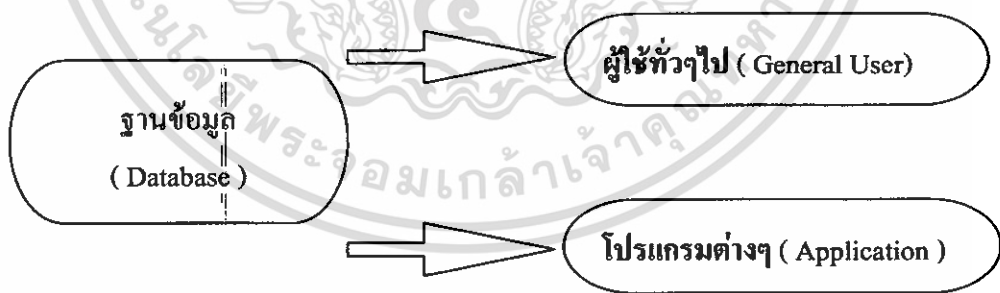 ผู้ใช้ทั่วๆไป ( General User)
ฐานข้อมูล
( Database )
โปรแกรมต่างๆ ( Application )